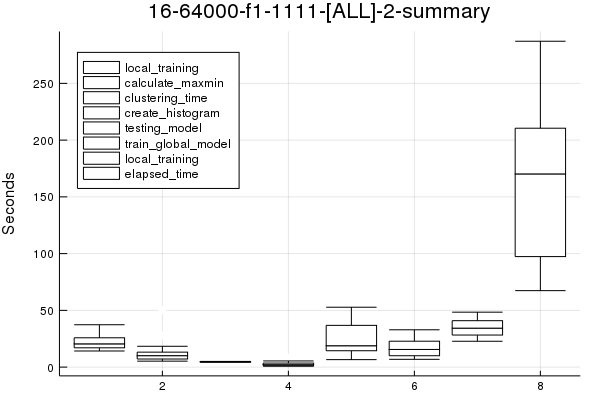 16-64000-f1-1111-[ALL]-2-summary
local_training
calculate_maxmin
clustering_time
create_histogram
testing_model
train_global_model
local_training
elapsed_time
Seconds
250
200
150
100
50
0
2
4
6
8